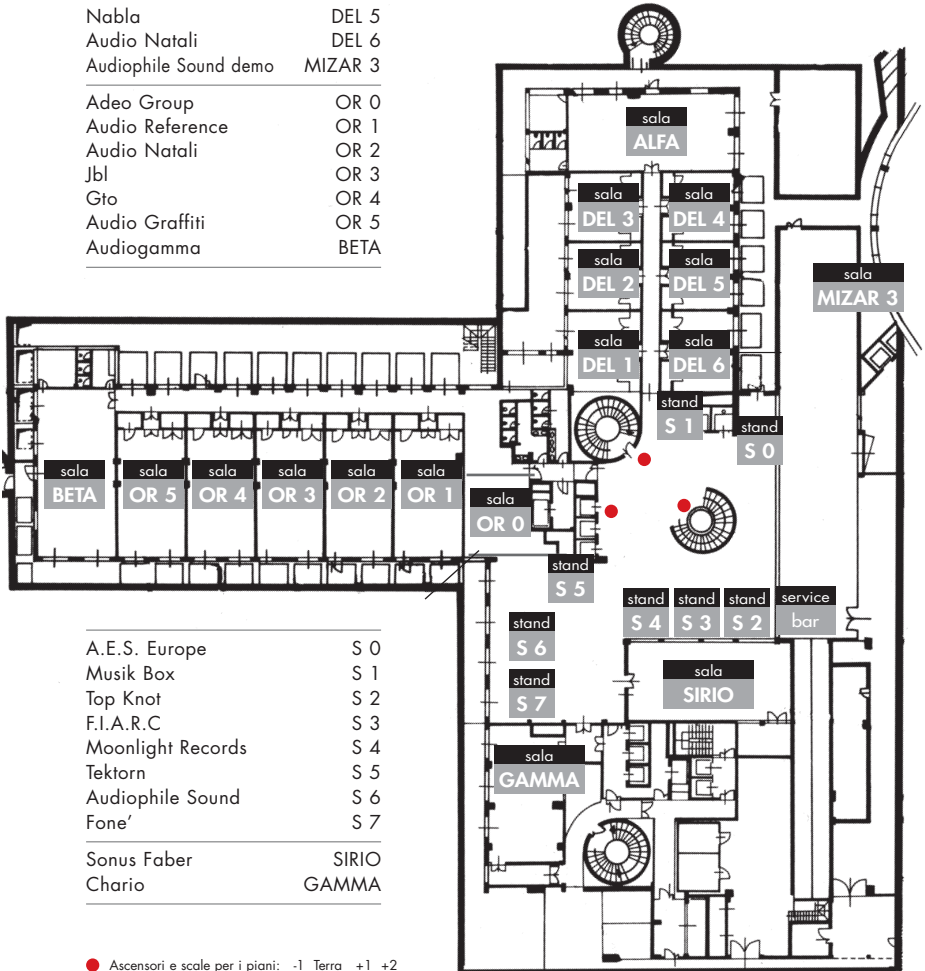 Nabla DEL 5
Audio Natali DEL 6
Audiophile Sound demo MIZAR 3
Adeo Group OR 0
Audio Reference OR 1
Audio Natali OR 2
Jbl OR 3
Gto OR 4
Audio Graffiti OR 5
Audiogamma BETA
sala
ALFA
sala
DEL 3
sala
DEL 4
sala
DEL 2
sala
DEL 5
sala
MIZAR 3
sala
DEL 1
sala
DEL 6
stand
S 1
stand
S 0
sala
BETA
sala
OR 5
sala
OR 4
sala
OR 3
sala
OR 2
sala
OR 1
sala
OR 0
stand
S 5
stand
S 4
stand
S 3
stand
S 2
service
bar
stand
S 6
stand
S 7
sala
SIRIO
sala
GAMMA
A.E.S. Europe S 0
Musik Box S 1
Top Knot S 2
F.I.A.R.C S 3
Moonlight Records S 4
Tektorn S 5
Audiophile Sound S 6
Fone' S 7
Sonus Faber SIRIO
Chario GAMMA
Ascensori e scale per i piani: -1 Terra +1 +2